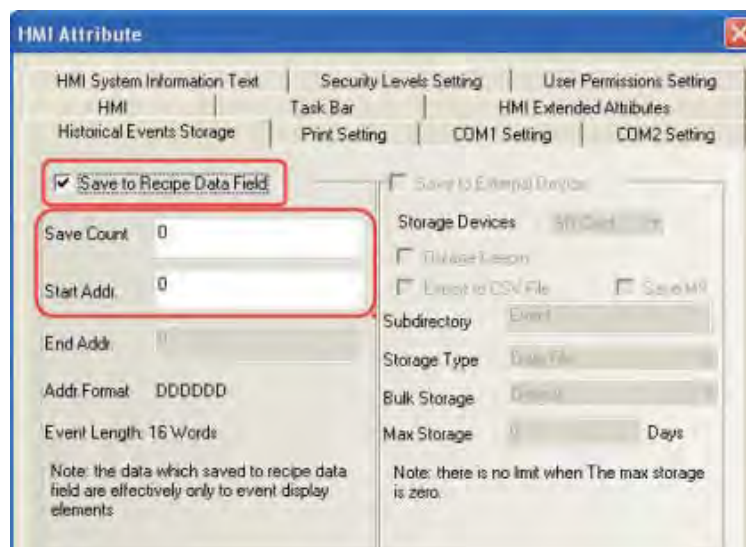 HMI Attribute
HMI System Information Text
Security Levels Setting
User Permissions Setting
HMI
Task Bar
HMI Extended Attributes
Historical Events Storage
Print Setting
COM1 Setting
COM2 Setting
Save to Recipe Data Field
Save to External Device
Storage Devices
Save Count 0
Start Addr. 0
Export to CSV File
End Addr. 0
Subdirectory Event
Addr.Format DDDDDD
Storage Type
Bulk Storage
Event Length: 16 Words
Max Storage 0 Days
Note: the data which saved to recipe data
field are effectively only to event display
elements
Note: there is no limit when The max storage
is zero.